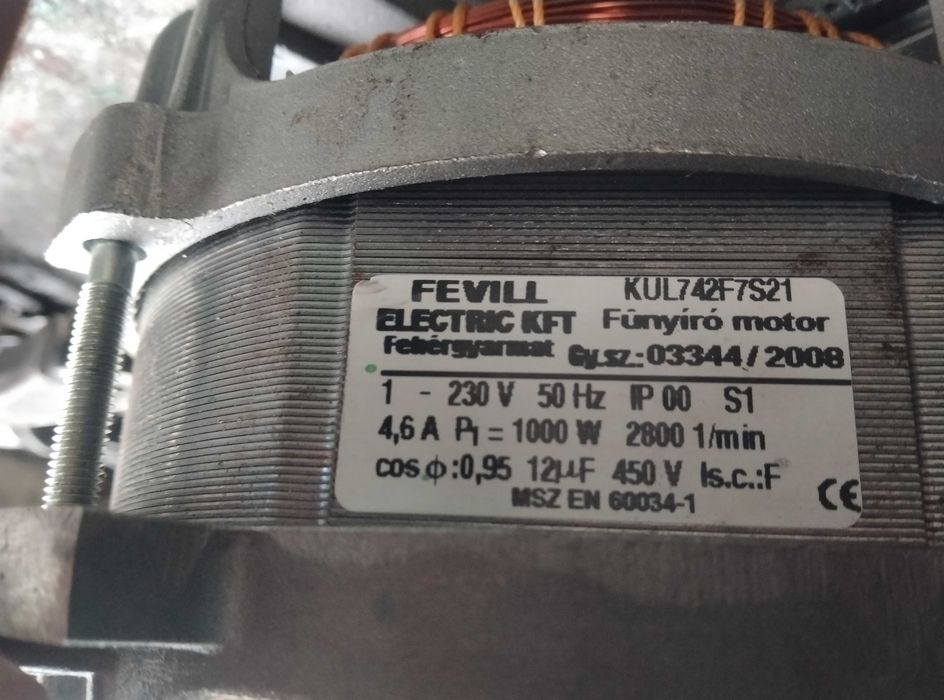 FEVILL KUL742F7S21
ELECTRIC KFT Fűnyíró motor
Fehérgyarmat Gy.sz.: 03344/2008
1 - 230 V 50 Hz IP 00 S1
4,6 A P1 = 1000 W 2800 1/min
cos φ:0,95 12μF 450 V Is.c.:F
MSZ EN 60034-1 CE